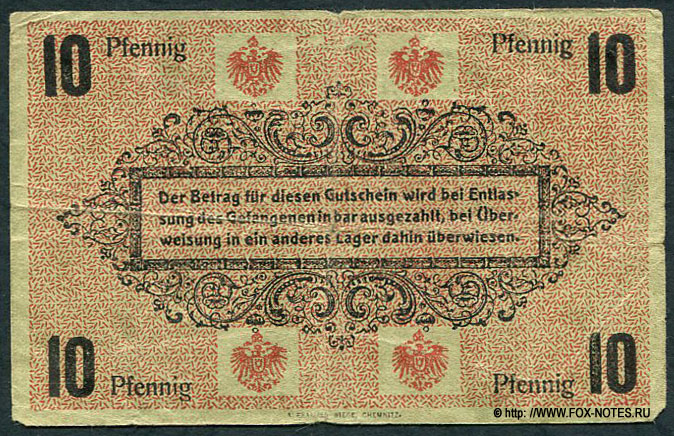 10 Pfennig Pfennig 10
Der Betrag für diesen Gutschein wird bei Entlas-
sung des Gefangenen in bar ausgezahlt, bei Über-
weisung in ein anderes Lager dahin überwiesen.
10 Pfennig Pfennig 10
CHEMNITZ.
© http://www.FOX-NOTES.RU